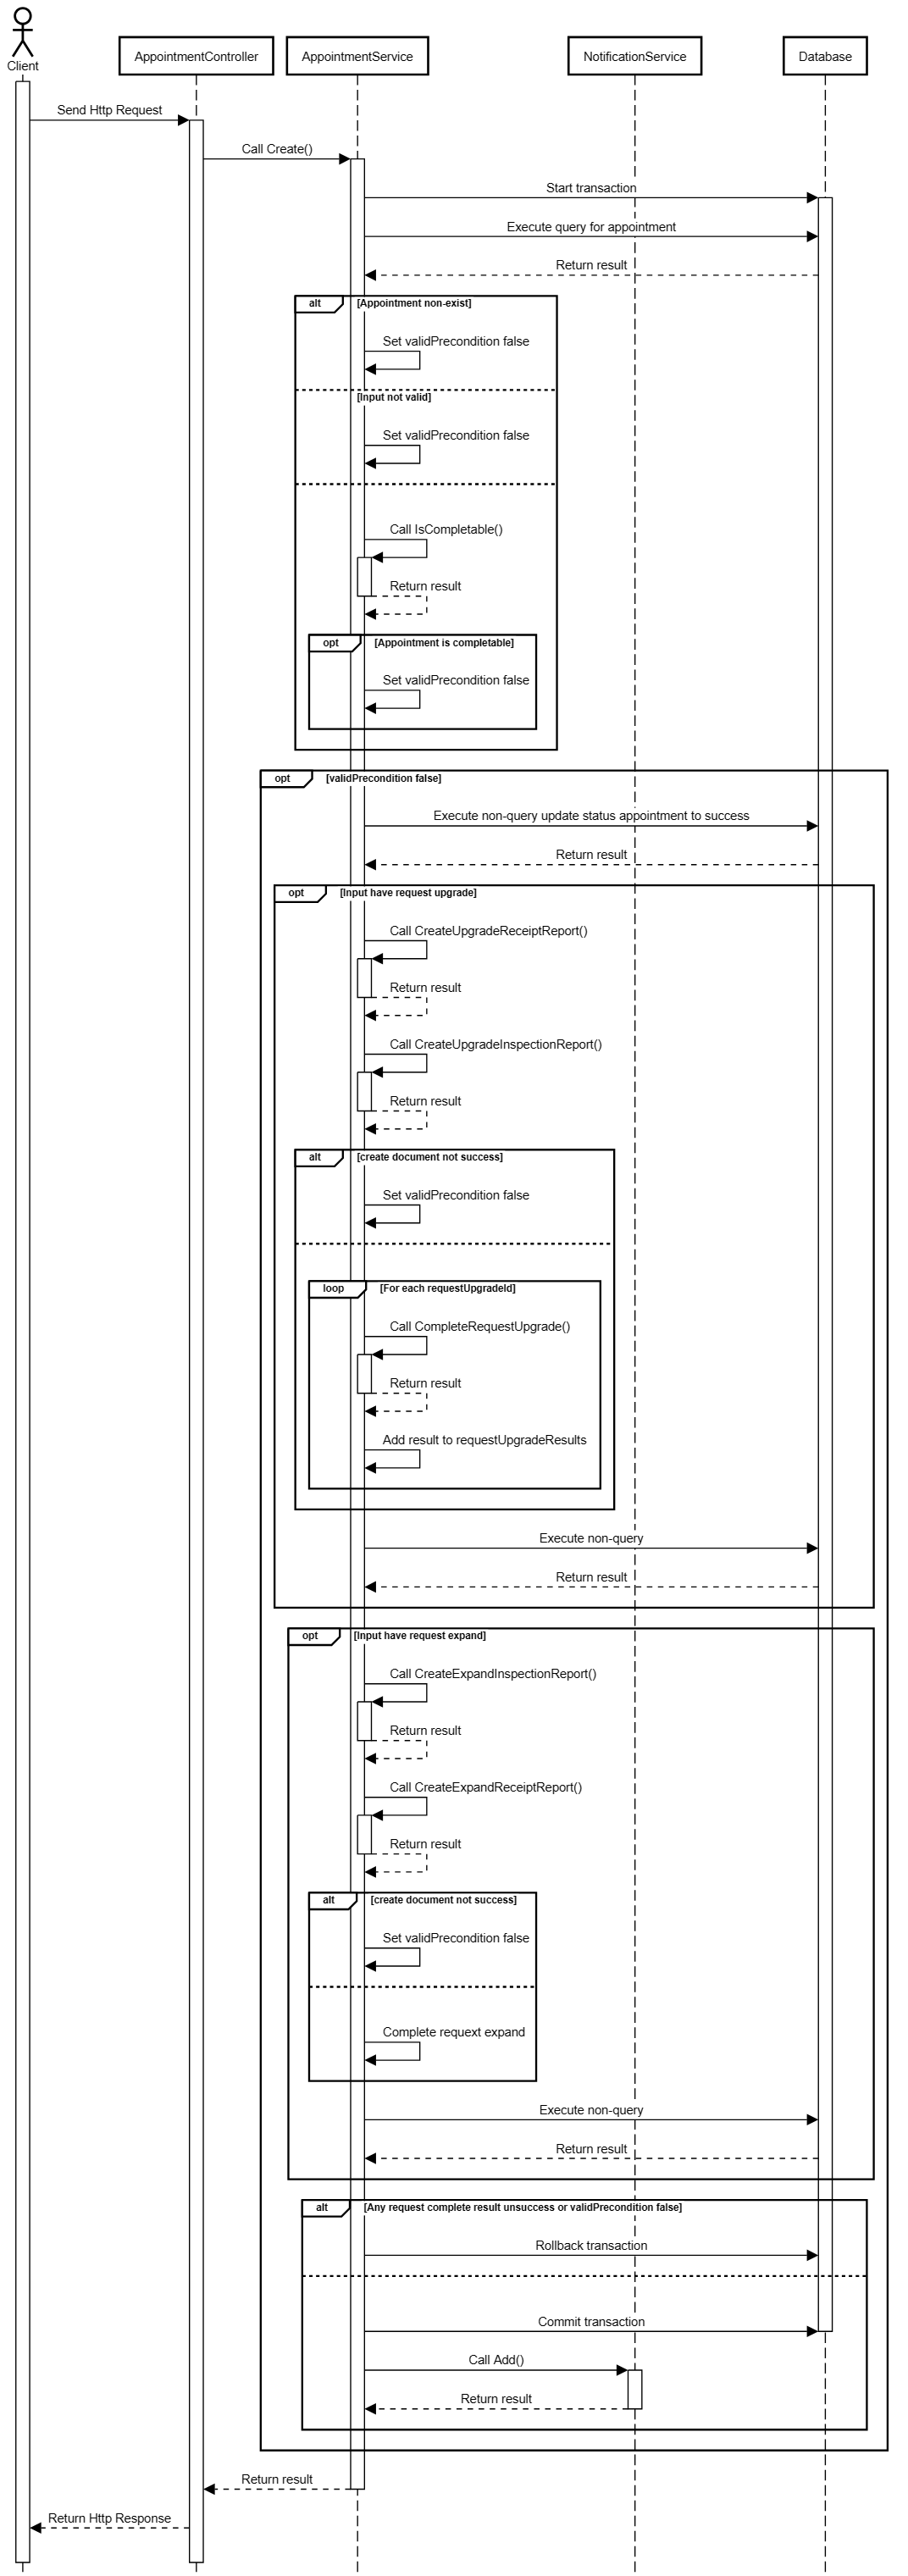 Client
AppointmentController
AppointmentService
NotificationService
Database
Send Http Request
Call Create()
Start transaction
Execute query for appointment
Return result
alt
[Appointment non-exist]
Set validPrecondition false
[Input not valid]
Set validPrecondition false
Call IsCompletable()
Return result
opt
[Appointment is completable]
Set validPrecondition false
opt
[validPrecondition false]
Execute non-query update status appointment to success
Return result
opt
[Input have request upgrade]
Call CreateUpgradeReceiptReport()
Return result
Call CreateUpgradeInspectionReport()
Return result
alt
[create document not success]
Set validPrecondition false
loop
[For each requestUpgradeId]
Call CompleteRequestUpgrade()
Return result
Add result to requestUpgradeResults
Execute non-query
Return result
opt
[Input have request expand]
Call CreateExpandInspectionReport()
Return result
Call CreateExpandReceiptReport()
Return result
alt
[create document not success]
Set validPrecondition false
Complete requext expand
Execute non-query
Return result
alt
[Any request complete result unsuccess or validPrecondition false]
Rollback transaction
Commit transaction
Call Add()
Return result
Return result
Return Http Response